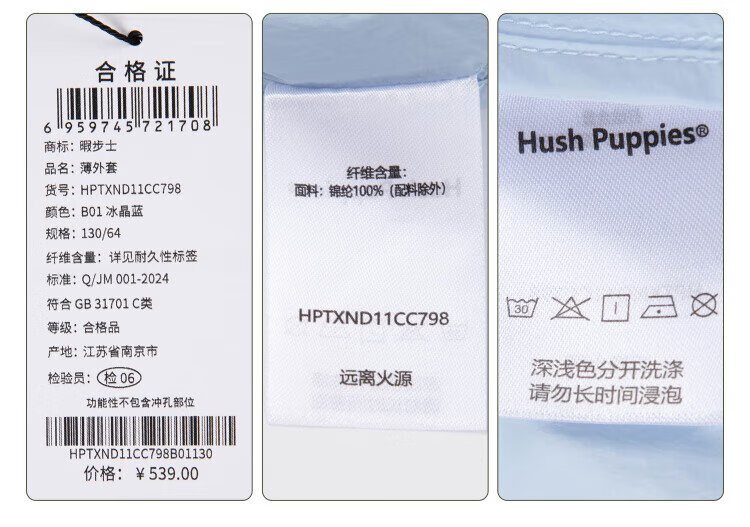 合格证
6 959745 721708
商标: 暇步士
品名: 薄外套
货号: HPTXND11CC798
颜色: B01 冰晶蓝
规格: 130/64
纤维含量: 详见耐久性标签
标准: Q/JM 001-2024
符合 GB 31701 C类
等级: 合格品
产地: 江苏省南京市
检验员: 检 06
功能性不包含冲孔部位
HPTXND11CC798B01130
价格: ¥539.00
纤维含量:
面料: 锦纶100% (配料除外)
HPTXND11CC798
远离火源
Hush Puppies®
30
深浅色分开洗涤
请勿长时间浸泡